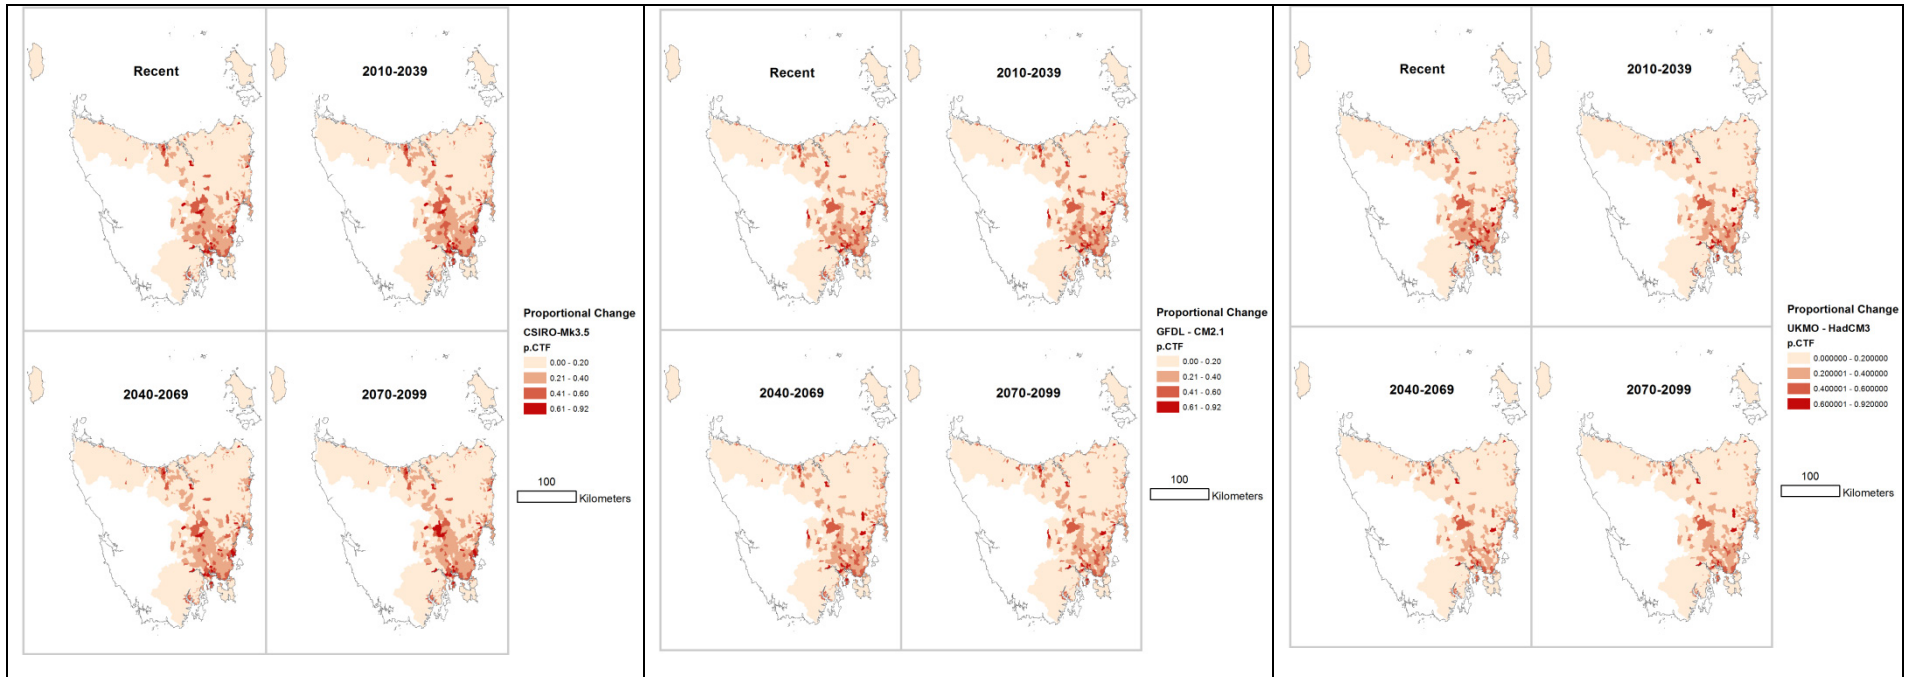 Recent
2010-2039
2040-2069
2070-2099
Proportional Change
CSIRO-Mk3.5
p.CTF
0.00 - 0.20
0.21 - 0.40
0.41 - 0.60
0.61 - 0.92
100
Kilometers
Recent
2010-2039
2040-2069
2070-2099
Proportional Change
GFDL - CM2.1
p.CTF
0.00 - 0.20
0.21 - 0.40
0.41 - 0.60
0.61 - 0.92
100
Kilometers
Recent
2010-2039
2040-2069
2070-2099
Proportional Change
UKMO - HadCM3
p.CTF
0.000000 - 0.200000
0.200001 - 0.400000
0.400001 - 0.600000
0.600001 - 0.920000
100
Kilometers